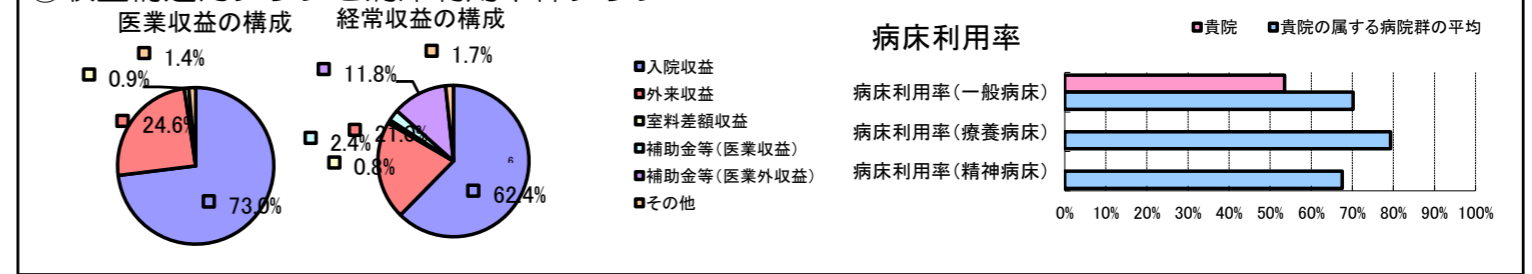 医業収益の構成
1.4%
0.9%
24.6%
73.0%
経常収益の構成
1.7%
11.8%
2.4%
0.8%
62.4%
入院収益
外来収益
室料差額収益
補助金等(医業収益)
補助金等(医業外収益)
その他
病床利用率
貴院
貴院の属する病院群の平均
病床利用率(一般病床)
病床利用率(療養病床)
病床利用率(精神病床)
0% 10% 20% 30% 40% 50% 60% 70% 80% 90% 100%